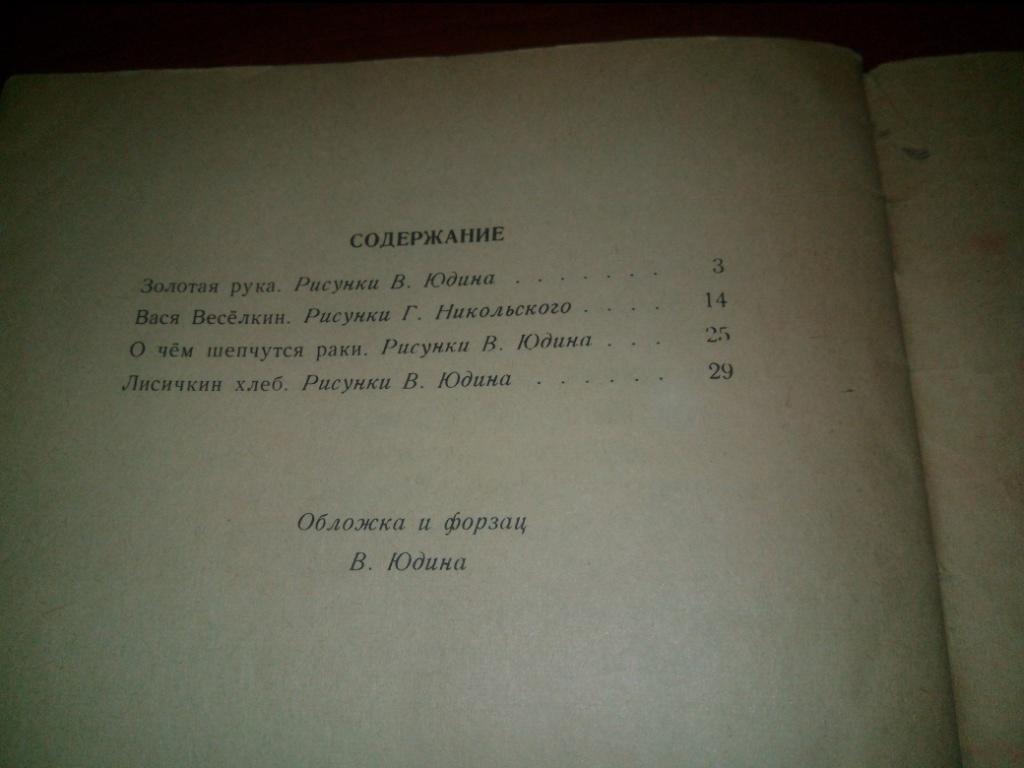 СОДЕРЖАНИЕ
Золотая рука. Рисунки В. Юдина . . . . . . . 3
Вася Весёлкин. Рисунки Г. Никольского . . . . 14
О чём шепчутся раки. Рисунки В. Юдина . . . 25
Лисичкин хлеб. Рисунки В. Юдина . . . . . . 29
Обложка и форзац
В. Юдина